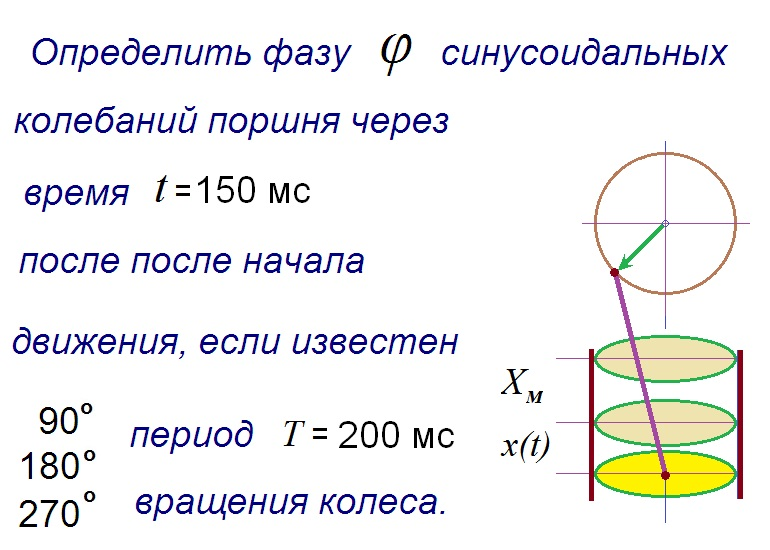 Определить фазу φ синусоидальных
колебаний поршня через
время t = 150 мс
после после начала
движения, если известен
90° период T = 200 мс
180°
270° вращения колеса.
Xм
x(t)